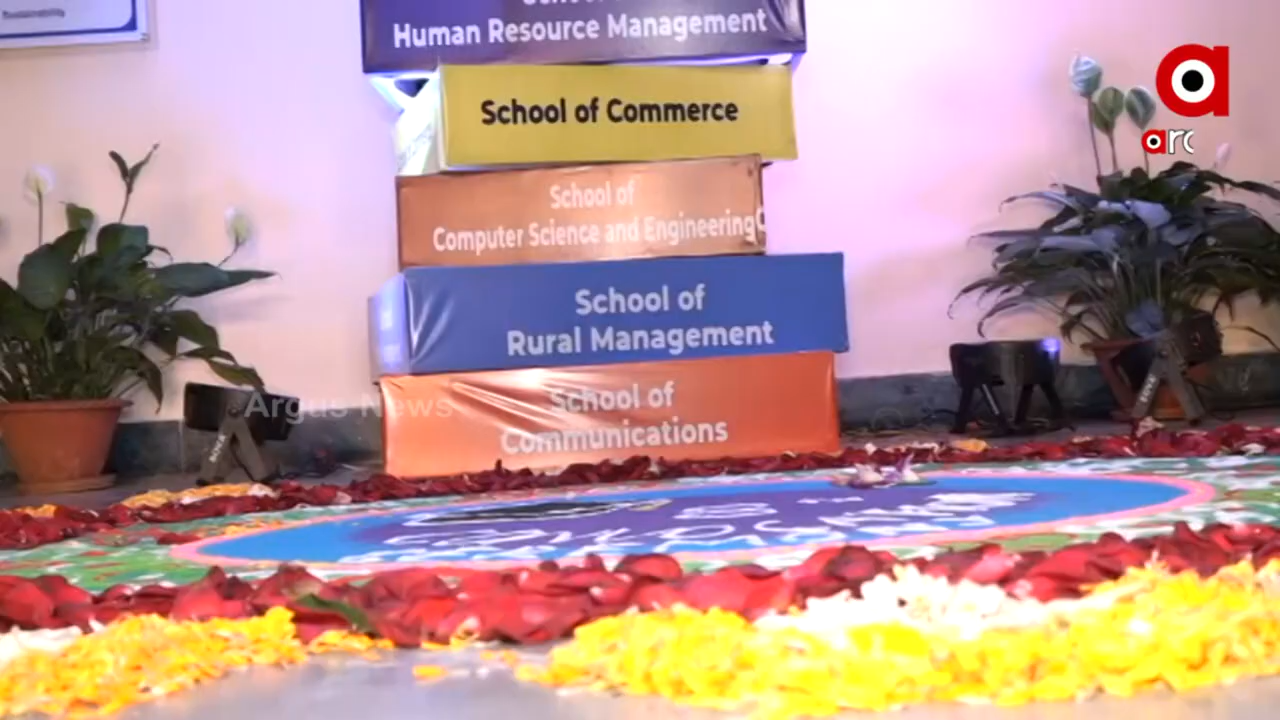 Sustainability
Human Resource Management
School of Commerce
School of
Computer Science and Engineering
School of
Rural Management
School of
Communications
Argus News
a
arc